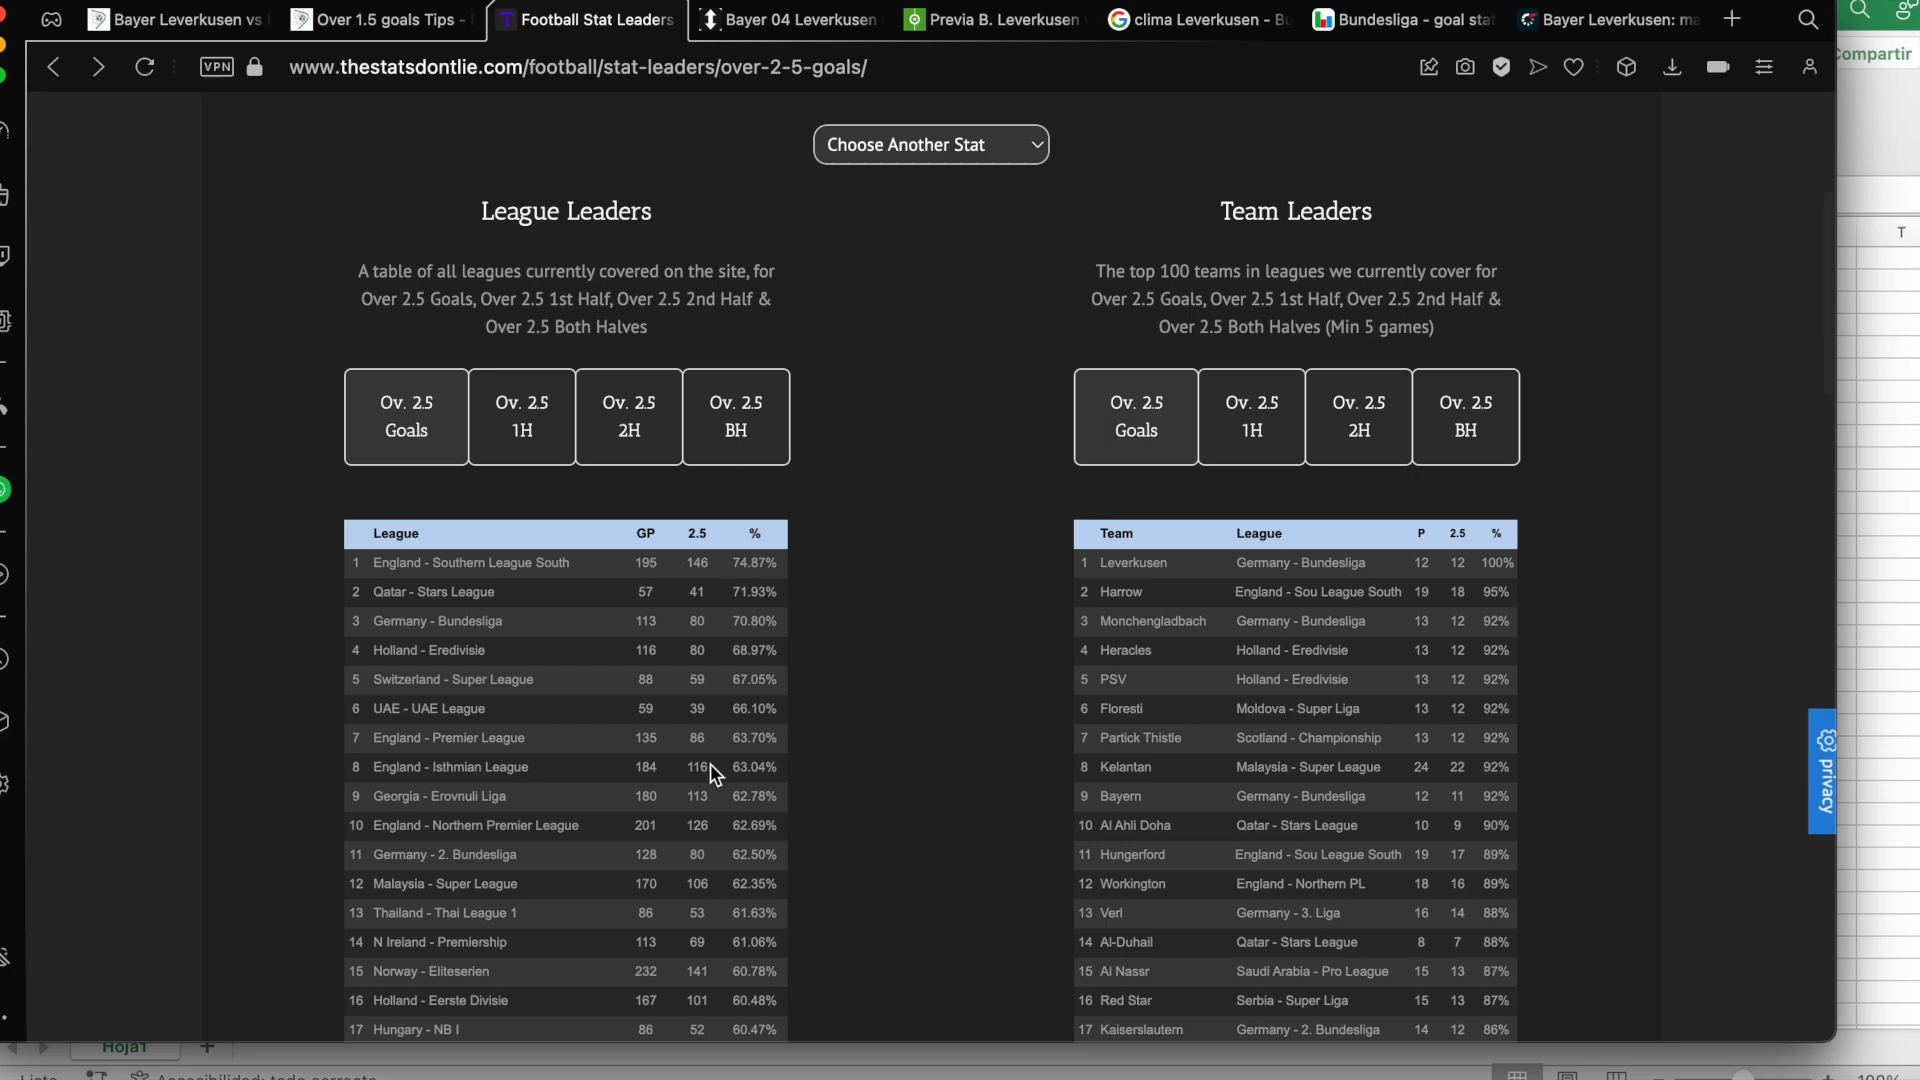 Bayer Leverkusen vs
Over 1.5 goals Tips -
Football Stat Leaders
Bayer 04 Leverkusen
Previa B. Leverkusen
clima Leverkusen - B
Bundesliga - goal sta
Bayer Leverkusen: ma
Compartir
VPN
www.thestatsdontlie.com/football/stat-leaders/over-2-5-goals/
Choose Another Stat
League Leaders
A table of all leagues currently covered on the site, for
Over 2.5 Goals, Over 2.5 1st Half, Over 2.5 2nd Half &
Over 2.5 Both Halves
Ov. 2.5 Goals
Ov. 2.5 1H
Ov. 2.5 2H
Ov. 2.5 BH
League GP 2.5 %
1 England - Southern League South 195 146 74.87%
2 Qatar - Stars League 57 41 71.93%
3 Germany - Bundesliga 113 80 70.80%
4 Holland - Eredivisie 116 80 68.97%
5 Switzerland - Super League 88 59 67.05%
6 UAE - UAE League 59 39 66.10%
7 England - Premier League 135 86 63.70%
8 England - Isthmian League 184 116 63.04%
9 Georgia - Erovnuli Liga 180 113 62.78%
10 England - Northern Premier League 201 126 62.69%
11 Germany - 2. Bundesliga 128 80 62.50%
12 Malaysia - Super League 170 106 62.35%
13 Thailand - Thai League 1 86 53 61.63%
14 N Ireland - Premiership 113 69 61.06%
15 Norway - Eliteserien 232 141 60.78%
16 Holland - Eerste Divisie 167 101 60.48%
17 Hungary - NB I 86 52 60.47%
Team Leaders
The top 100 teams in leagues we currently cover for
Over 2.5 Goals, Over 2.5 1st Half, Over 2.5 2nd Half &
Over 2.5 Both Halves (Min 5 games)
Ov. 2.5 Goals
Ov. 2.5 1H
Ov. 2.5 2H
Ov. 2.5 BH
Team League P 2.5 %
1 Leverkusen Germany - Bundesliga 12 12 100%
2 Harrow England - Sou League South 19 18 95%
3 Monchengladbach Germany - Bundesliga 13 12 92%
4 Heracles Holland - Eredivisie 13 12 92%
5 PSV Holland - Eredivisie 13 12 92%
6 Floresti Moldova - Super Liga 13 12 92%
7 Partick Thistle Scotland - Championship 13 12 92%
8 Kelantan Malaysia - Super League 24 22 92%
9 Bayern Germany - Bundesliga 12 11 92%
10 Al Ahli Doha Qatar - Stars League 10 9 90%
11 Hungerford England - Sou League South 19 17 89%
12 Workington England - Northern PL 18 16 89%
13 Verl Germany - 3. Liga 16 14 88%
14 Al-Duhail Qatar - Stars League 8 7 88%
15 Al Nassr Saudi Arabia - Pro League 15 13 87%
16 Red Star Serbia - Super Liga 15 13 87%
17 Kaiserslautern Germany - 2. Bundesliga 14 12 86%
T
privacy
Hoja1
Listo
Accesibilidad: todo correcto
100%